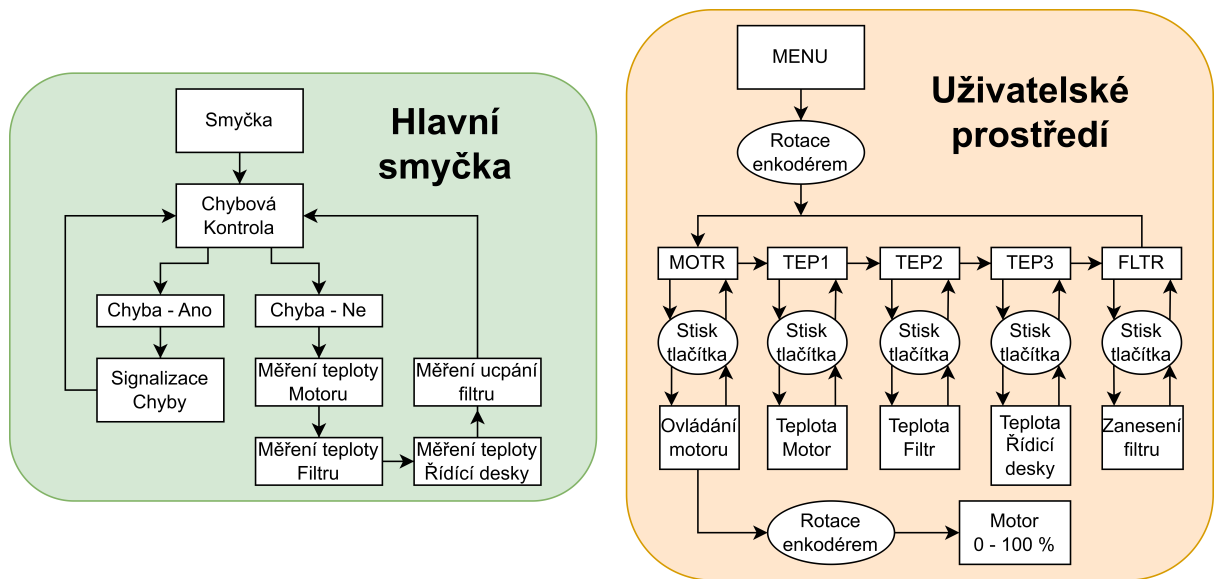 Hlavní
smyčka
Smyčka
Chybová
Kontrola
Chyba - Ano
Chyba - Ne
Signalizace
Chyby
Měření teploty
Motoru
Měření ucpání
filtru
Měření teploty
Filtru
Měření teploty
Řídící desky
Uživatelské
prostředí
MENU
Rotace
enkodérem
MOTR
TEP1
TEP2
TEP3
FLTR
Stisk
tlačítka
Stisk
tlačítka
Stisk
tlačítka
Stisk
tlačítka
Stisk
tlačítka
Ovládání
motoru
Teplota
Motor
Teplota
Filtr
Teplota
Řídicí
desky
Zanesení
filtru
Rotace
enkodérem
Motor
0 - 100 %